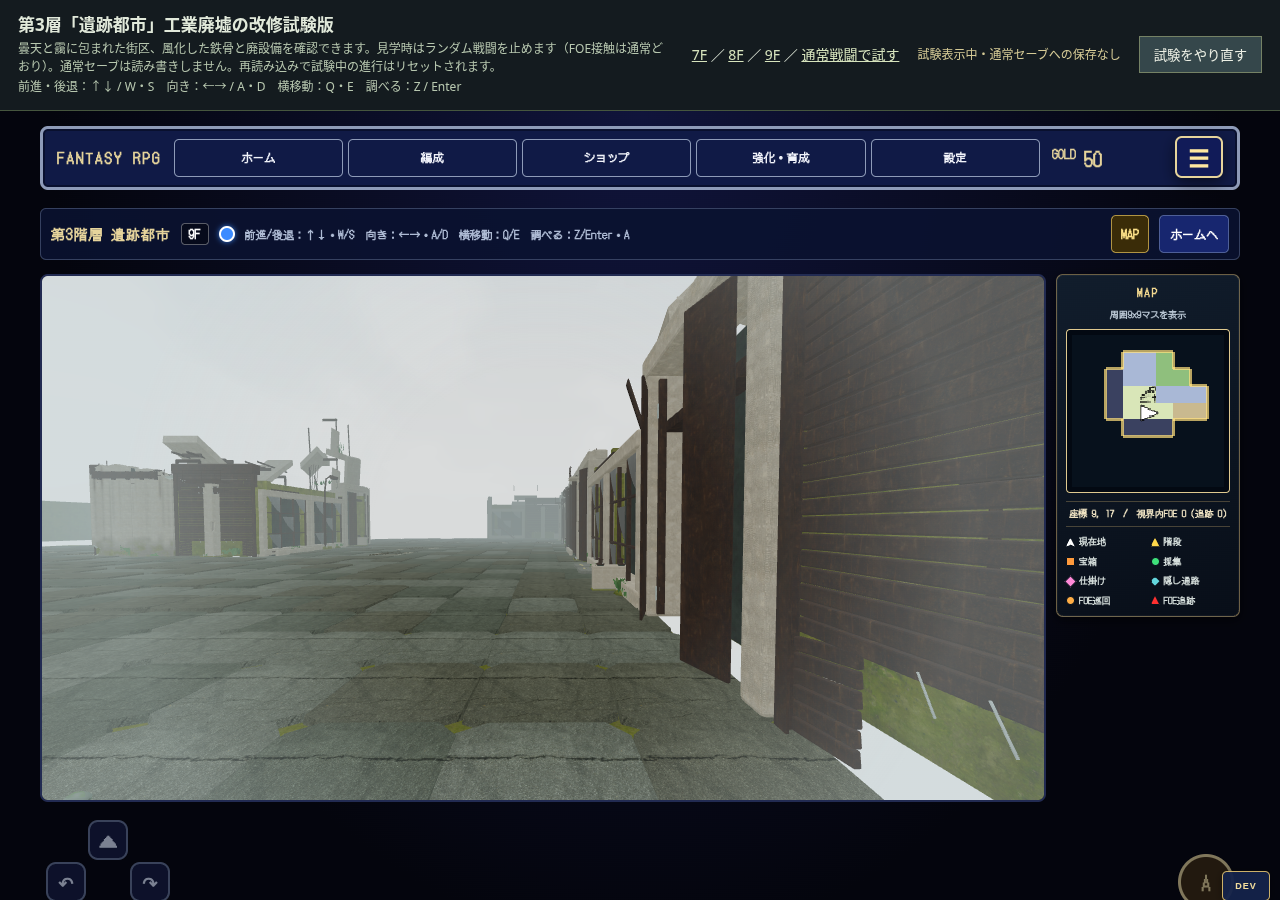 第3層「遺跡都市」工業廃墟の改修試験版
曇天と霧に包まれた街区、風化した鉄骨と廃設備を確認できます。見学時はランダム戦闘を止めます（FOE接触は通常ど
おり）。通常セーブは読み書きしません。再読み込みで試験中の進行はリセットされます。
前進・後退：↑↓/W・S　向き：←→/A・D　横移動：Q・E　調べる：Z/Enter
7F ／ 8F ／ 9F ／ 通常戦闘で試す
試験表示中・通常セーブへの保存なし
試験をやり直す
FANTASY RPG
ホーム
編成
ショップ
強化・育成
設定
GOLD 50
第3階層 遺跡都市
9F
前進/後退：↑↓・W/S　向き：←→・A/D　横移動：Q/E　調べる：Z/Enter・A
MAP
ホームへ
MAP
周囲9x9マスを表示
座標 9, 17 / 視界内FOE 0 (追跡 0)
現在地
階段
宝箱
採集
仕掛け
隠し通路
FOE巡回
FOE追跡
A
DEV